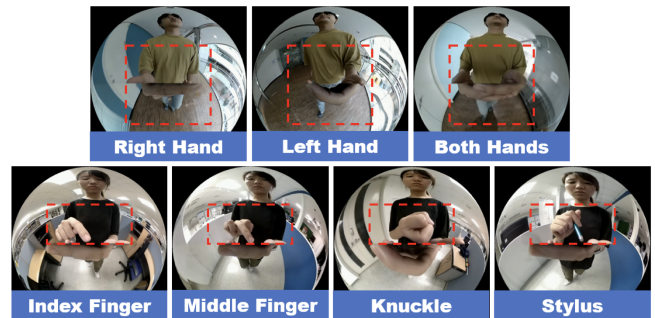 Right Hand
Left Hand
Both Hands
Index Finger
Middle Finger
Knuckle
Stylus